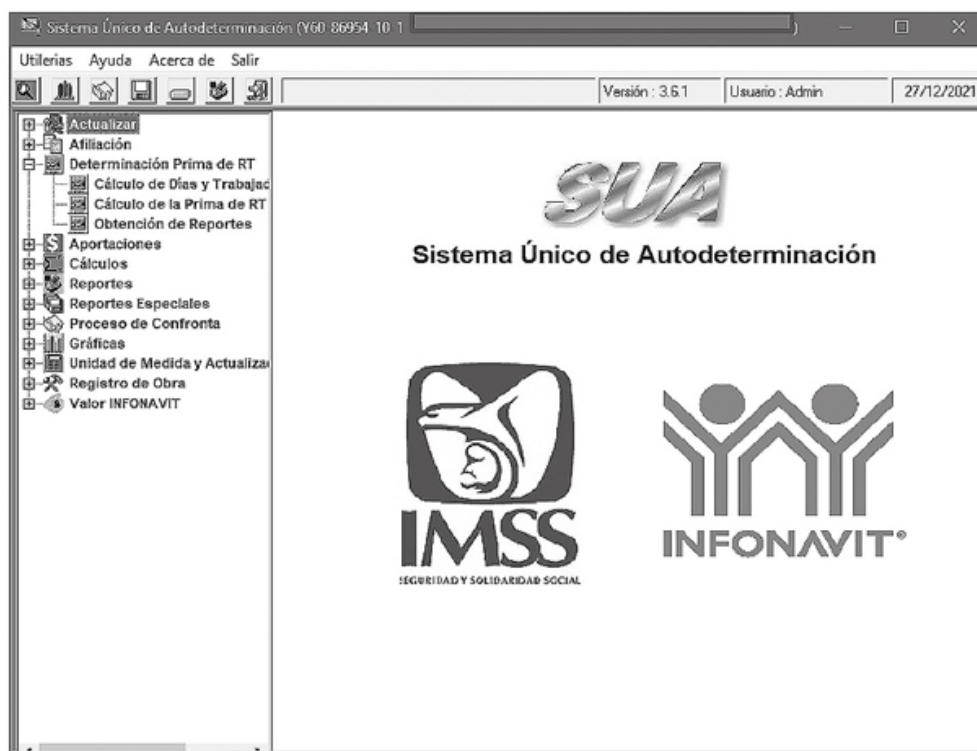 Sistema Único de Autodeterminación (Y60-86954-10-1 )
Utilerias Ayuda Acerca de Salir
Versión : 3.6.1 Usuario : Admin 27/12/2021
Actualizar
Afiliación
Determinación Prima de RT
Cálculo de Días y Trabajad
Cálculo de la Prima de RT
Obtención de Reportes
Aportaciones
Cálculos
Reportes
Reportes Especiales
Proceso de Confronta
Gráficas
Unidad de Medida y Actualiza
Registro de Obra
Valor INFONAVIT
SUA
Sistema Único de Autodeterminación
IMSS
SEGURIDAD Y SOLIDARIDAD SOCIAL
INFONAVIT®